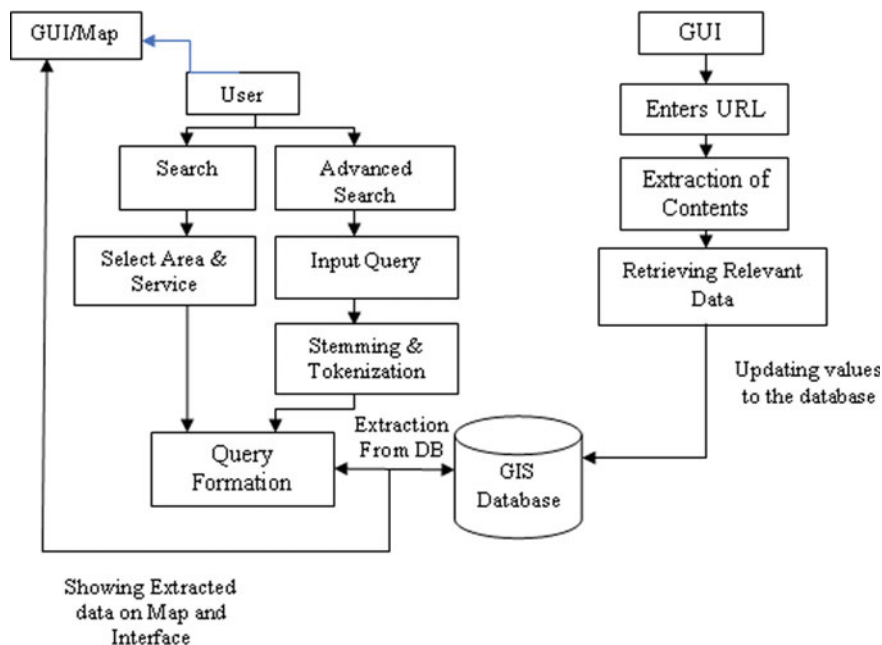 GUI/Map
User
Search
Advanced
Search
Select Area &
Service
Input Query
Stemming &
Tokenization
Query
Formation
Extraction
From DB
GIS
Database
Showing Extracted
data on Map and
Interface
GUI
Enters URL
Extraction of
Contents
Retrieving Relevant
Data
Updating values
to the database